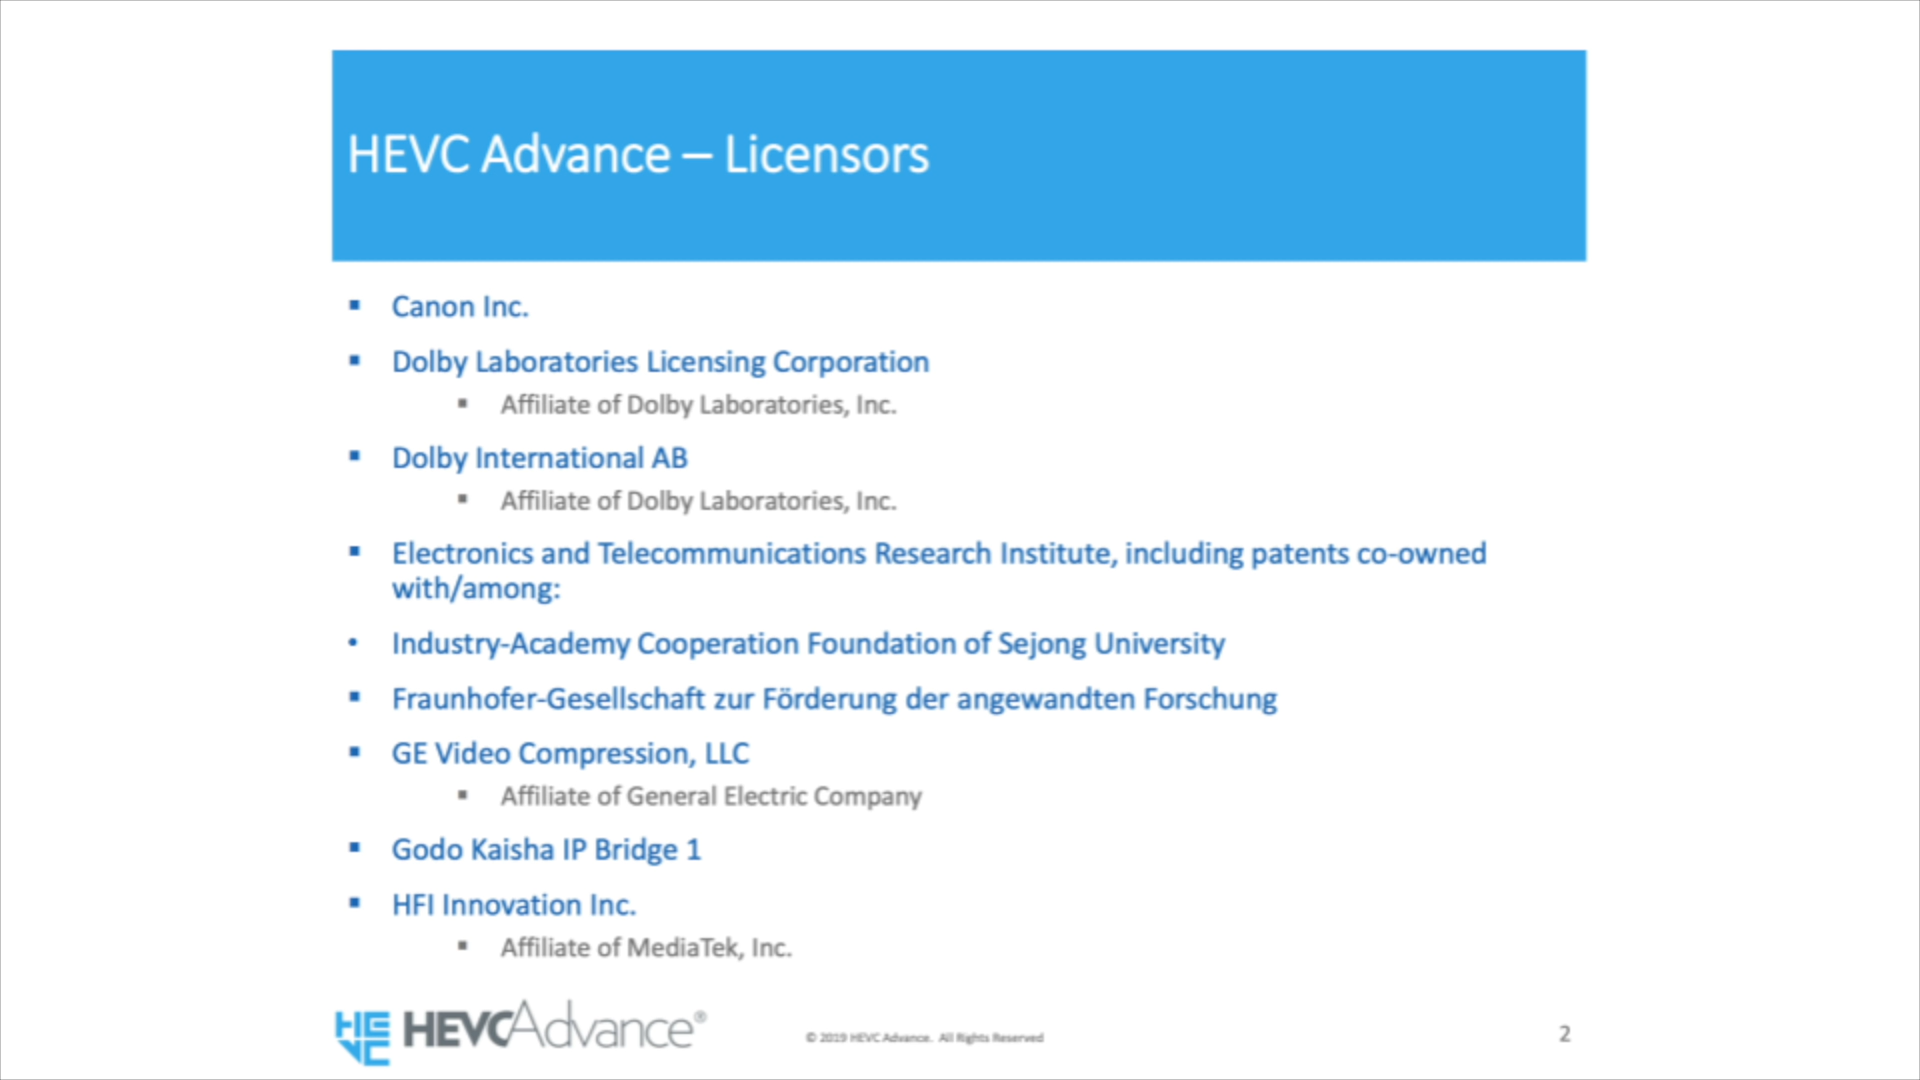 HEVC Advance – Licensors
▪ Canon Inc.
▪ Dolby Laboratories Licensing Corporation
▪ Affiliate of Dolby Laboratories, Inc.
▪ Dolby International AB
▪ Affiliate of Dolby Laboratories, Inc.
▪ Electronics and Telecommunications Research Institute, including patents co-owned
with/among:
• Industry-Academy Cooperation Foundation of Sejong University
▪ Fraunhofer-Gesellschaft zur Förderung der angewandten Forschung
▪ GE Video Compression, LLC
▪ Affiliate of General Electric Company
▪ Godo Kaisha IP Bridge 1
▪ HFI Innovation Inc.
▪ Affiliate of MediaTek, Inc.
HEVC HEVCAdvance®
© 2019 HEVC Advance. All Rights Reserved
2